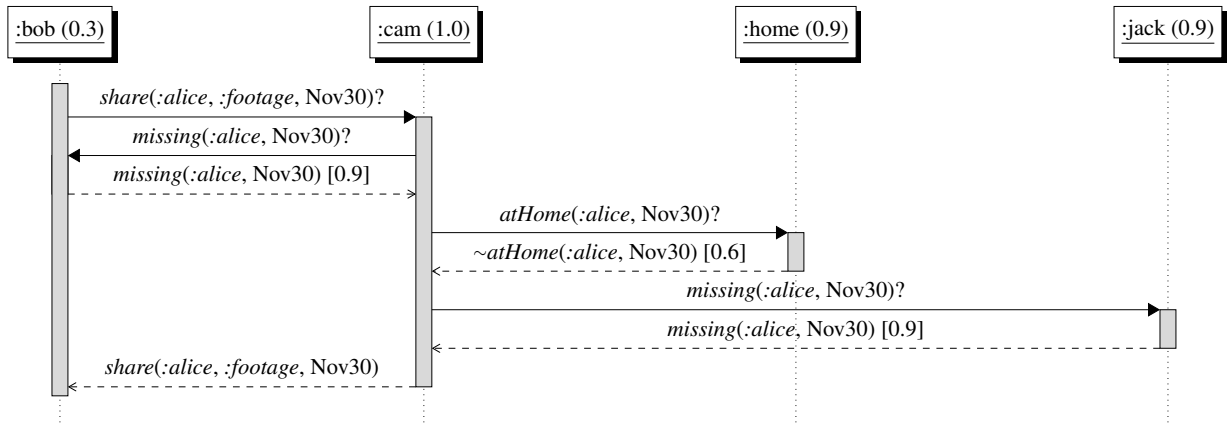 :bob (0.3)
:cam (1.0)
:home (0.9)
:jack (0.9)
share(:alice, :footage, Nov30)?
missing(:alice, Nov30)?
missing(:alice, Nov30) [0.9]
atHome(:alice, Nov30)?
~atHome(:alice, Nov30) [0.6]
missing(:alice, Nov30)?
missing(:alice, Nov30) [0.9]
share(:alice, :footage, Nov30)